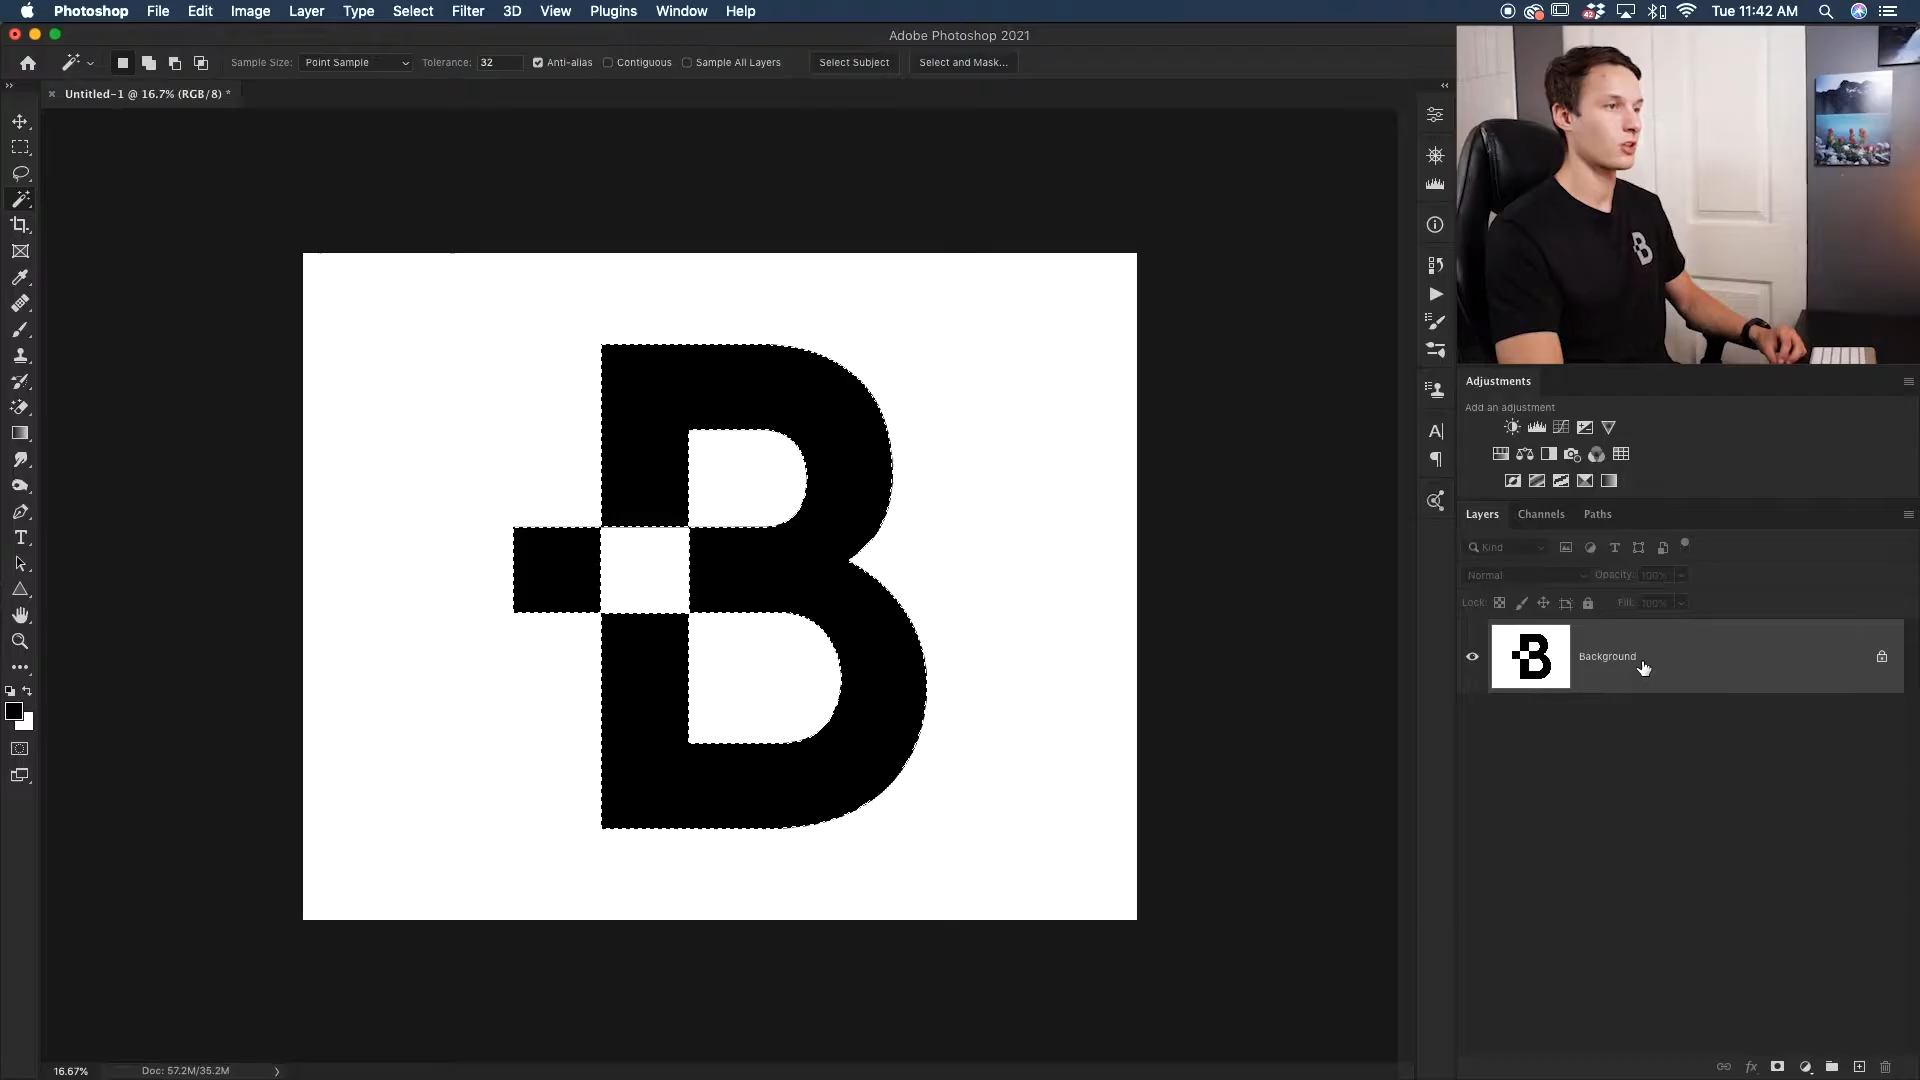 Photoshop File Edit Image Layer Type Select Filter 3D View Plugins Window Help 42 Tue 11:42 AM
Adobe Photoshop 2021
Sample Size: Point Sample Tolerance: 32 Anti-alias Contiguous Sample All Layers Select Subject Select and Mask...
Untitled-1 @ 16.7% (RGB/8) *
B
B
Adjustments
Add an adjustment
Layers Channels Paths
Kind
Normal Opacity: 100%
Lock: Fill: 100%
B Background
16.67% Doc: 57.2M/35.2M